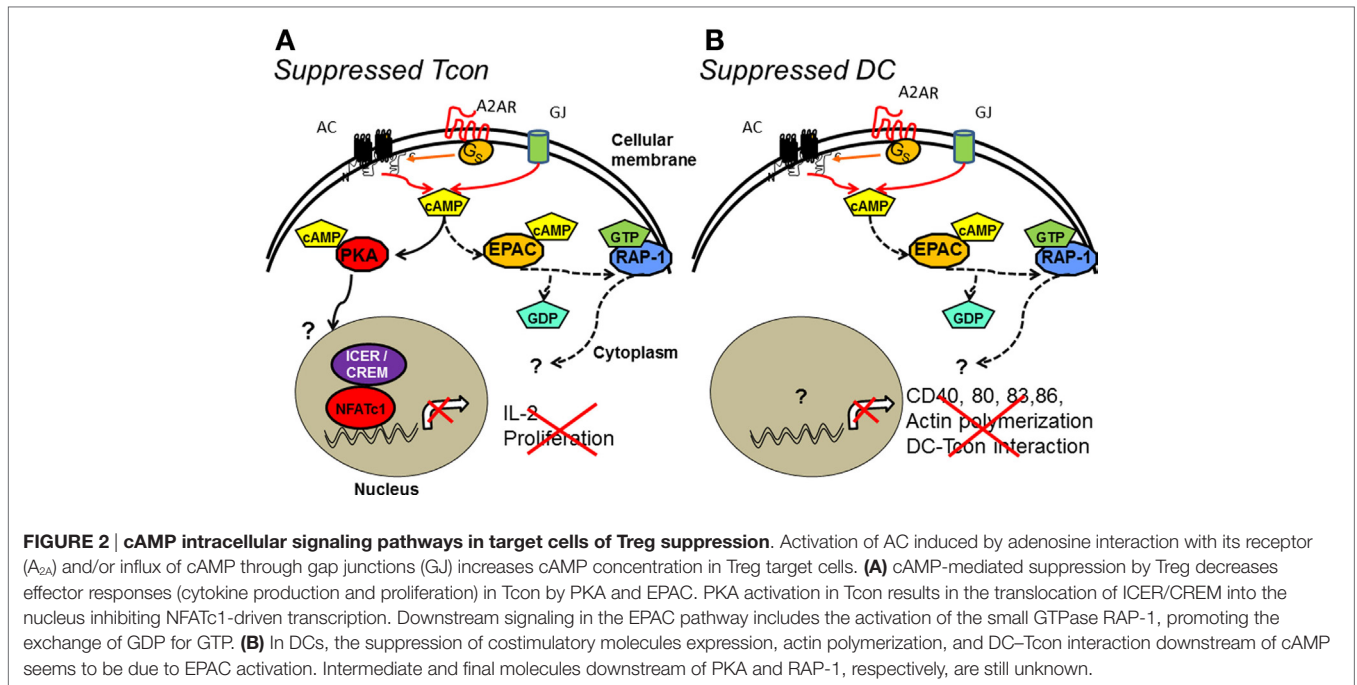 A
Suppressed Tcon
AC
A2AR
GJ
Cellular
membrane
N
C
Gs
cAMP
cAMP
PKA
EPAC
cAMP
GTP
RAP-1
GDP
?
?
Cytoplasm
ICER /
CREM
NFATc1
IL-2
Proliferation
Nucleus
B
Suppressed DC
AC
A2AR
GJ
N
C
Gs
cAMP
EPAC
cAMP
GTP
RAP-1
GDP
?
?
CD40, 80, 83,86,
Actin polymerization
DC-Tcon interaction
FIGURE 2 | cAMP intracellular signaling pathways in target cells of Treg suppression. Activation of AC induced by adenosine interaction with its receptor
(A2A) and/or influx of cAMP through gap junctions (GJ) increases cAMP concentration in Treg target cells. (A) cAMP-mediated suppression by Treg decreases
effector responses (cytokine production and proliferation) in Tcon by PKA and EPAC. PKA activation in Tcon results in the translocation of ICER/CREM into the
nucleus inhibiting NFATc1-driven transcription. Downstream signaling in the EPAC pathway includes the activation of the small GTPase RAP-1, promoting the
exchange of GDP for GTP. (B) In DCs, the suppression of costimulatory molecules expression, actin polymerization, and DC–Tcon interaction downstream of cAMP
seems to be due to EPAC activation. Intermediate and final molecules downstream of PKA and RAP-1, respectively, are still unknown.